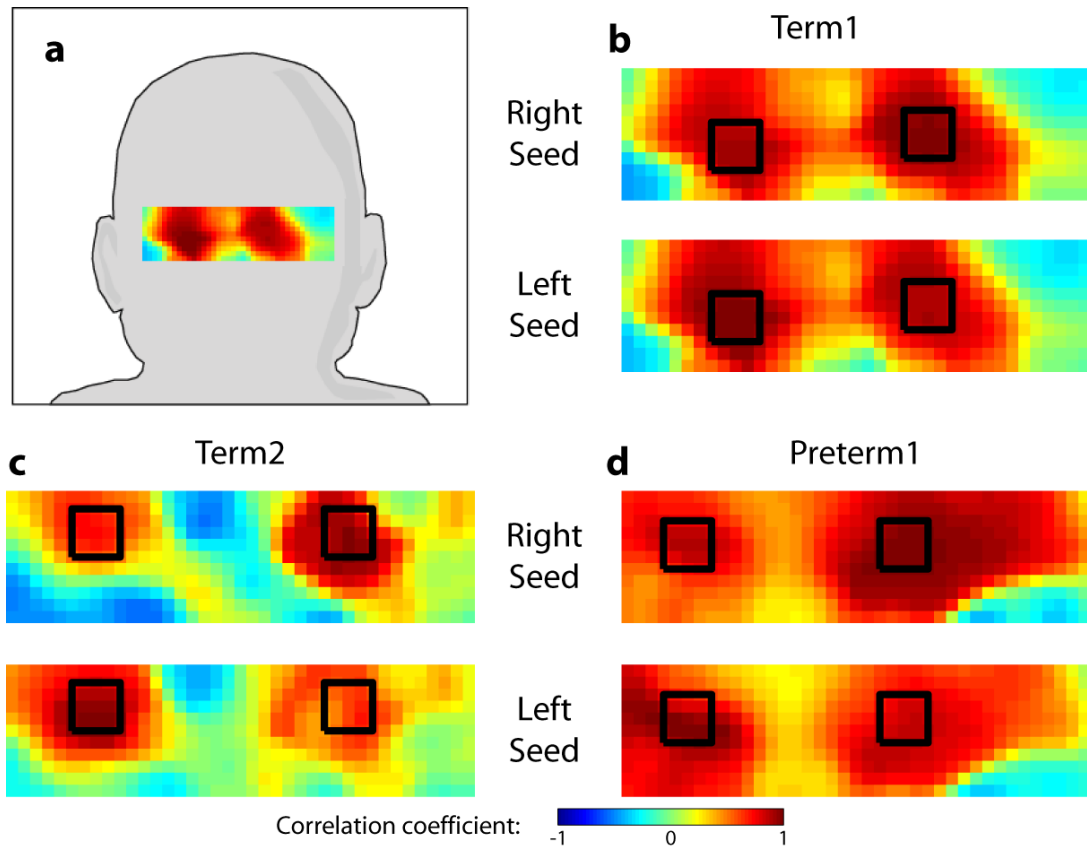 a
b
Term1
Right
Seed
Left
Seed
c
Term2
d
Preterm1
Right
Seed
Left
Seed
Correlation coefficient:
-1
0
1